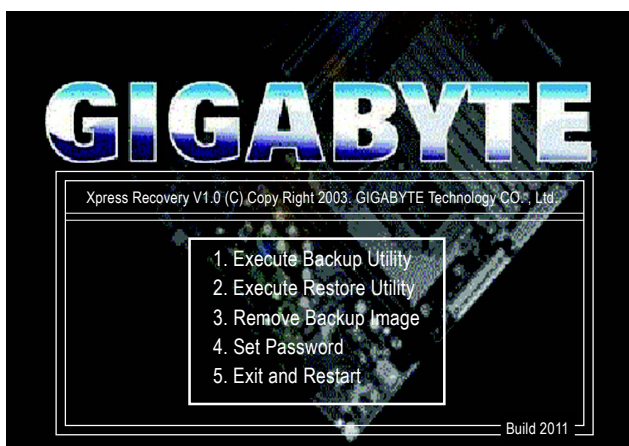 GIGABYTE
Xpress Recovery V1.0 (C) Copy Right 2003. GIGABYTE Technology CO. , Ltd.
1. Execute Backup Utility
2. Execute Restore Utility
3. Remove Backup Image
4. Set Password
5. Exit and Restart
Build 2011